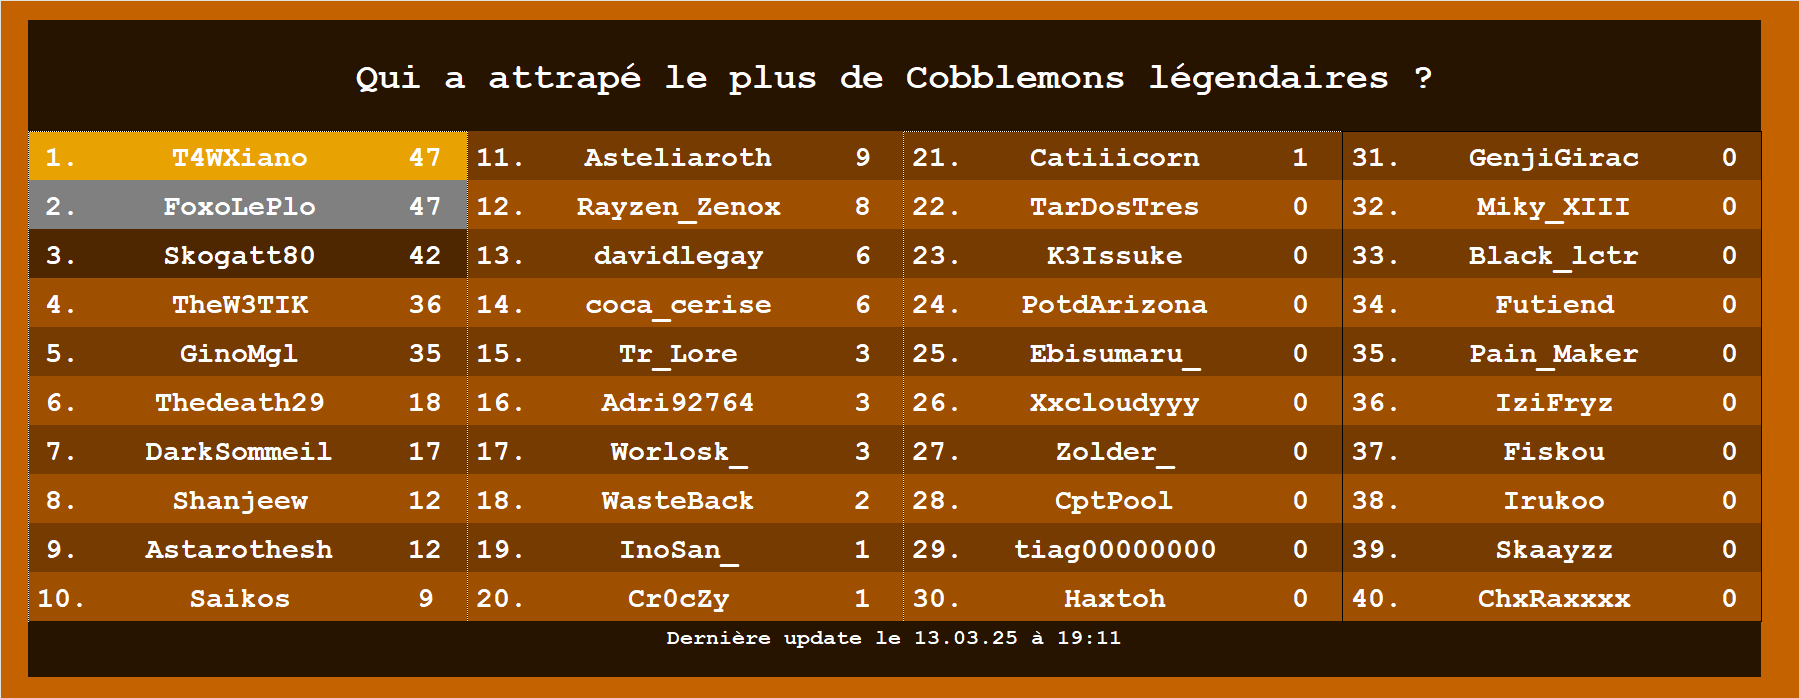 Qui a attrapé le plus de Cobblemons légendaires ?
1. T4WXiano 47
2. FoxoLePlo 47
3. Skogatt80 42
4. TheW3TIK 36
5. GinoMgl 35
6. Thedeath29 18
7. DarkSommeil 17
8. Shanjeew 12
9. Astarothesh 12
10. Saikos 9
11. Asteliaroth 9
12. Rayzen_Zenox 8
13. davidlegay 6
14. coca_cerise 6
15. Tr_Lore 3
16. Adri92764 3
17. Worlosk_ 3
18. WasteBack 2
19. InoSan_ 1
20. Cr0cZy 1
21. Catiiicorn 1
22. TarDosTres 0
23. K3Issuke 0
24. PotdArizona 0
25. Ebisumaru_ 0
26. Xxcloudyyy 0
27. Zolder_ 0
28. CptPool 0
29. tiag00000000 0
30. Haxtoh 0
31. GenjiGirac 0
32. Miky_XIII 0
33. Black_lctr 0
34. Futiend 0
35. Pain_Maker 0
36. IziFryz 0
37. Fiskou 0
38. Irukoo 0
39. Skaayzz 0
40. ChxRaxxxx 0
Dernière update le 13.03.25 à 19:11